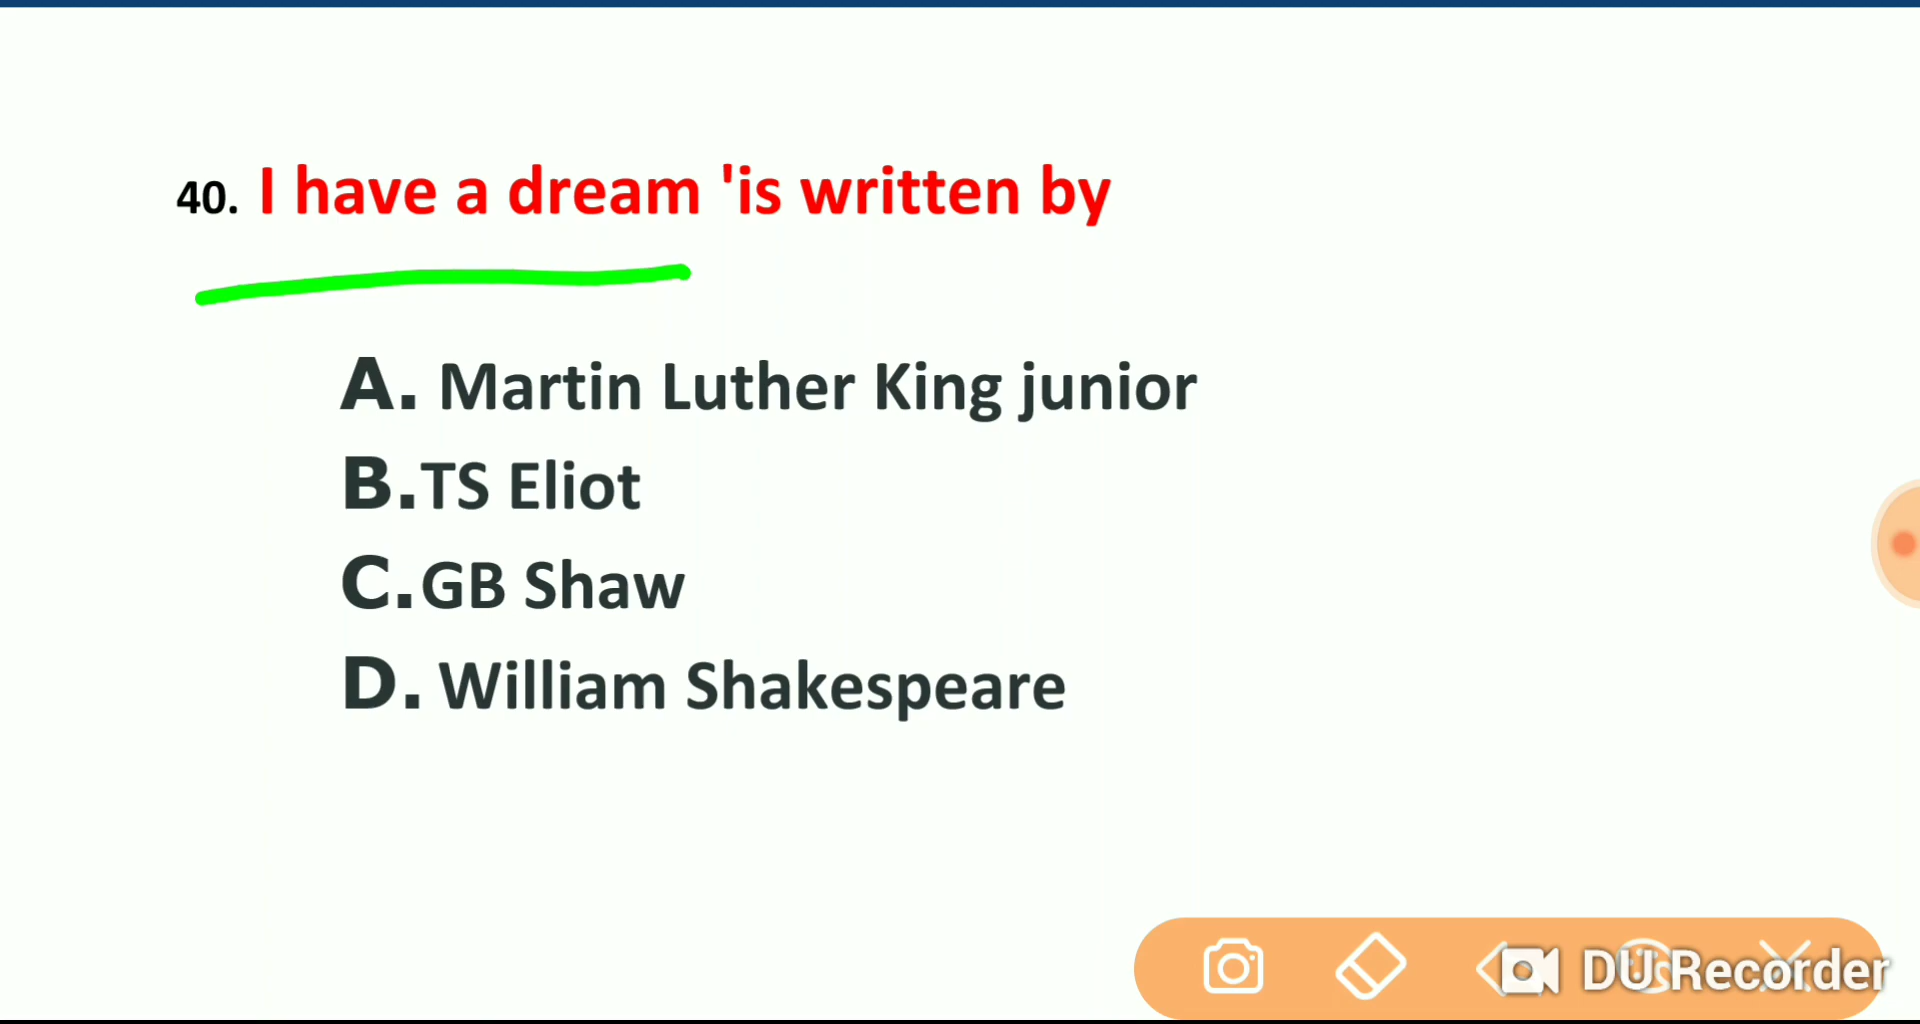 40. I have a dream 'is written by
A. Martin Luther King junior
B.TS Eliot
C.GB Shaw
D. William Shakespeare
DU Recorder